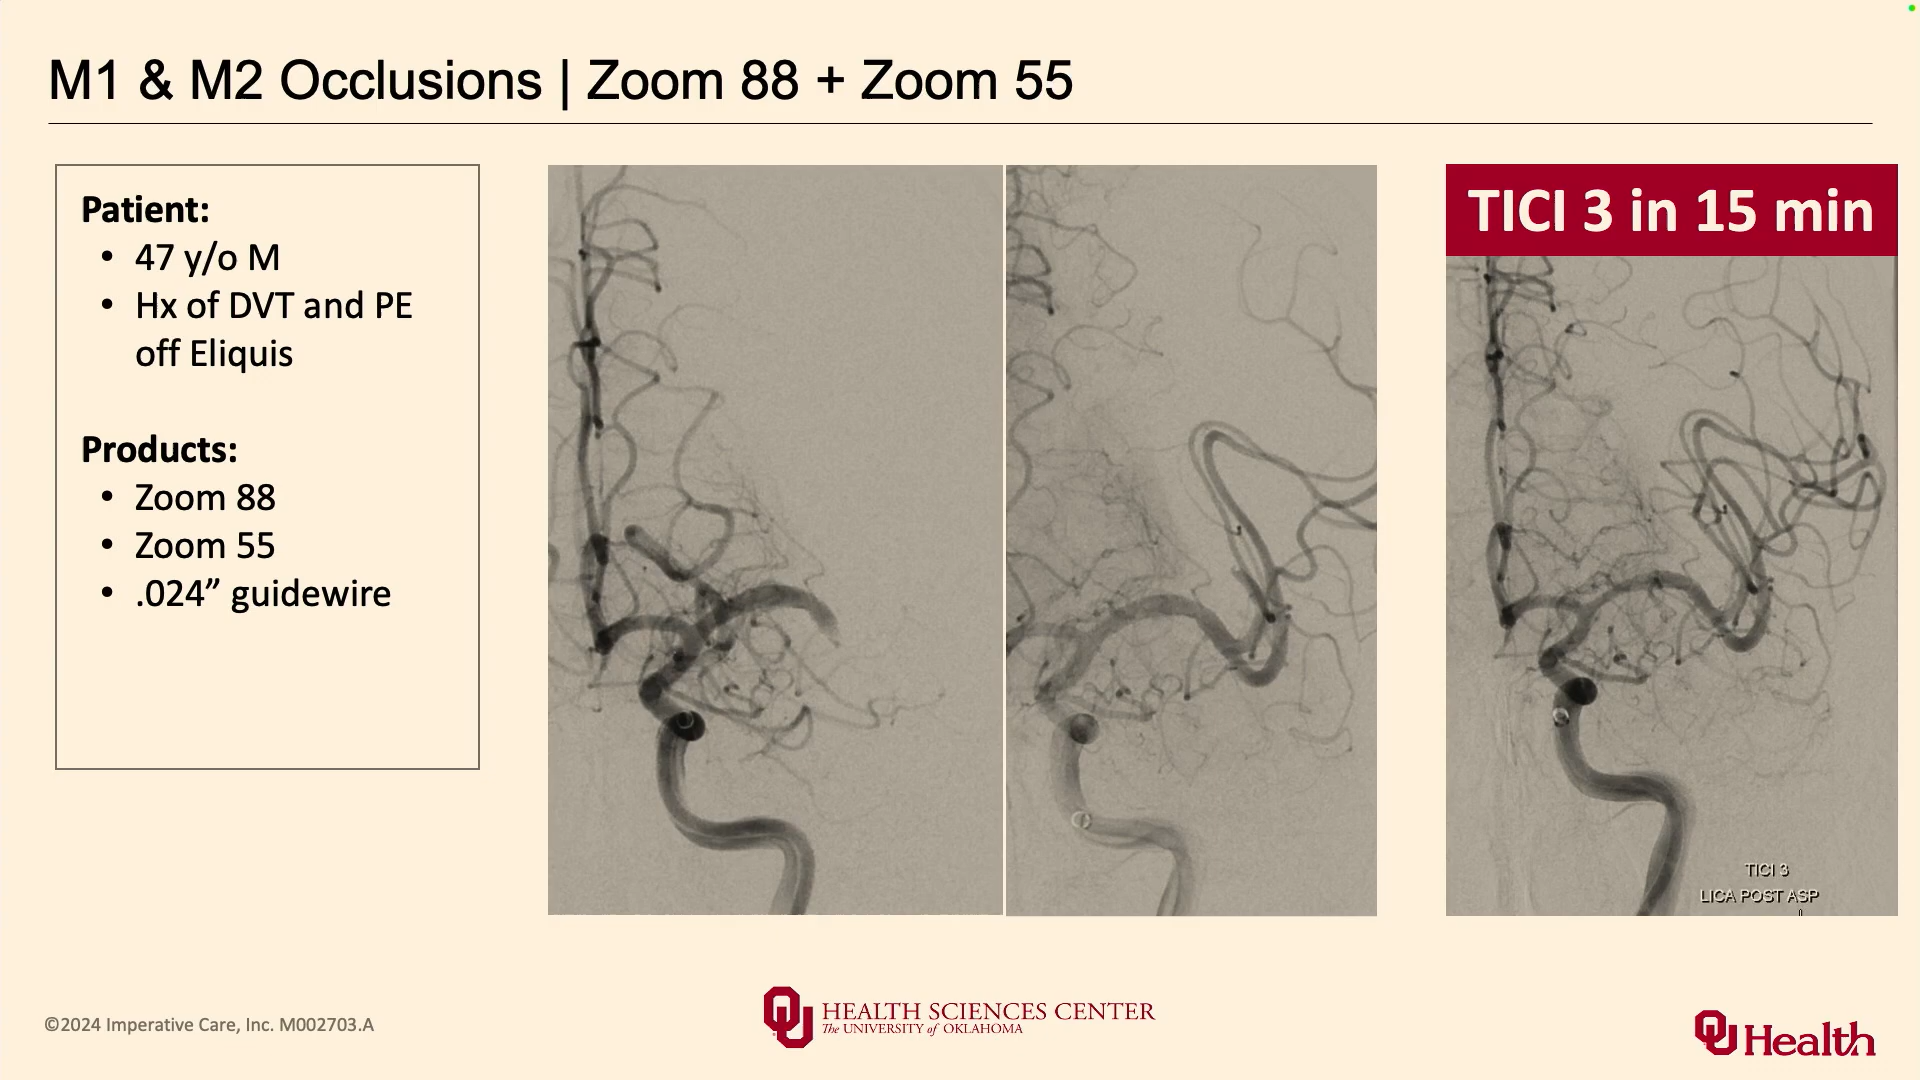 M1 & M2 Occlusions | Zoom 88 + Zoom 55
Patient:
• 47 y/o M
• Hx of DVT and PE
off Eliquis
Products:
• Zoom 88
• Zoom 55
• .024” guidewire
TICI 3 in 15 min
TICI 3
LICA POST ASP
©2024 Imperative Care, Inc. M002703.A
OU HEALTH SCIENCES CENTER
The UNIVERSITY of OKLAHOMA
OU Health